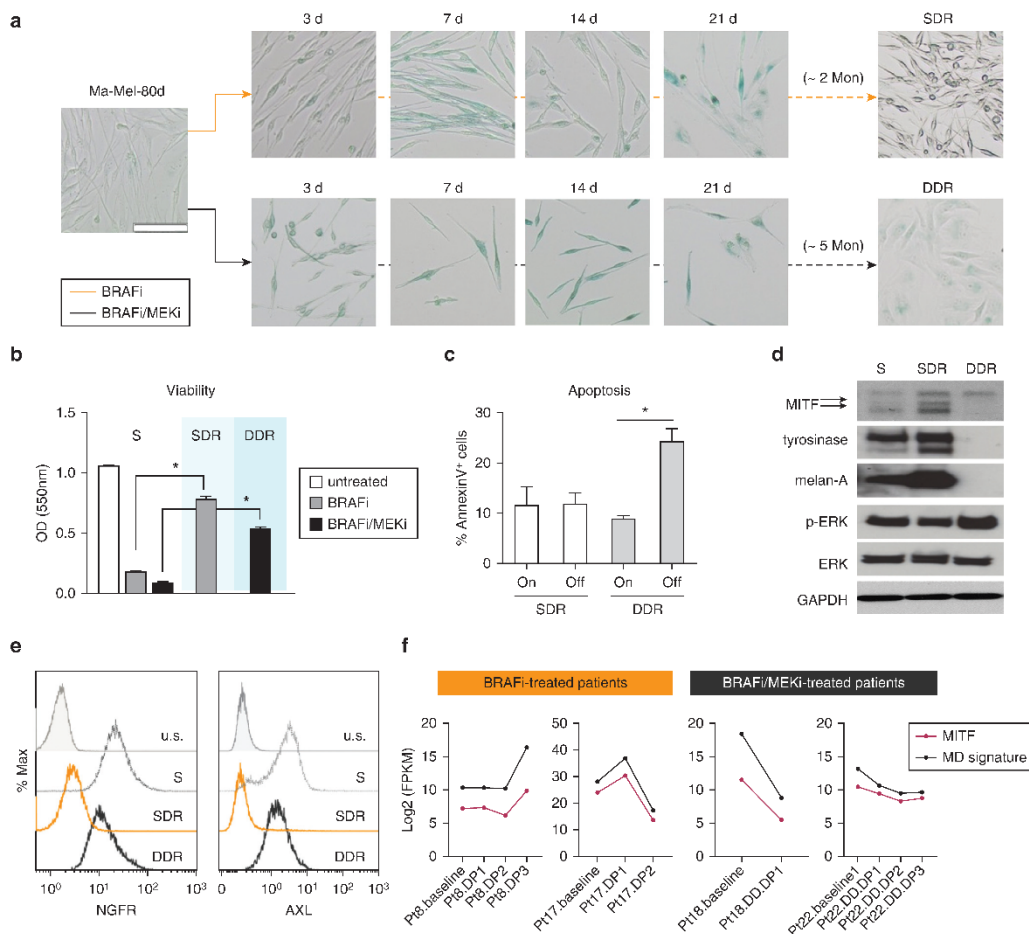 a
3 d 7 d 14 d 21 d SDR
Ma-Mel-80d
(~ 2 Mon)
3 d 7 d 14 d 21 d DDR
(~ 5 Mon)
BRAFi
BRAFi/MEKi
b
Viability
S SDR DDR
1.5
1.0
0.5
0.0
OD (550nm)
* *
untreated
BRAFi
BRAFi/MEKi
c
Apoptosis
*
30
20
10
0
% AnnexinV+ cells
On Off On Off
SDR DDR
d
S SDR DDR
MITF
tyrosinase
melan-A
p-ERK
ERK
GAPDH
e
% Max
u.s. u.s.
S S
SDR SDR
DDR DDR
10⁰ 10¹ 10² 10³ 10⁰ 10¹ 10² 10³
NGFR AXL
f
BRAFi-treated patients BRAFi/MEKi-treated patients
MITF
MD signature
Log2 (FPKM)
20 50 20 20
15 40 15 15
30
10 20 10 10
5 10 5 5
0 0 0 0
Pt8.baseline
Pt8.DP1
Pt8.DP2
Pt8.DP3
Pt17.baseline
Pt17.DP1
Pt17.DP2
Pt18.baseline
Pt18.DD.DP1
Pt22.baseline1
Pt22.DD.DP1
Pt22.DD.DP2
Pt22.DD.DP3